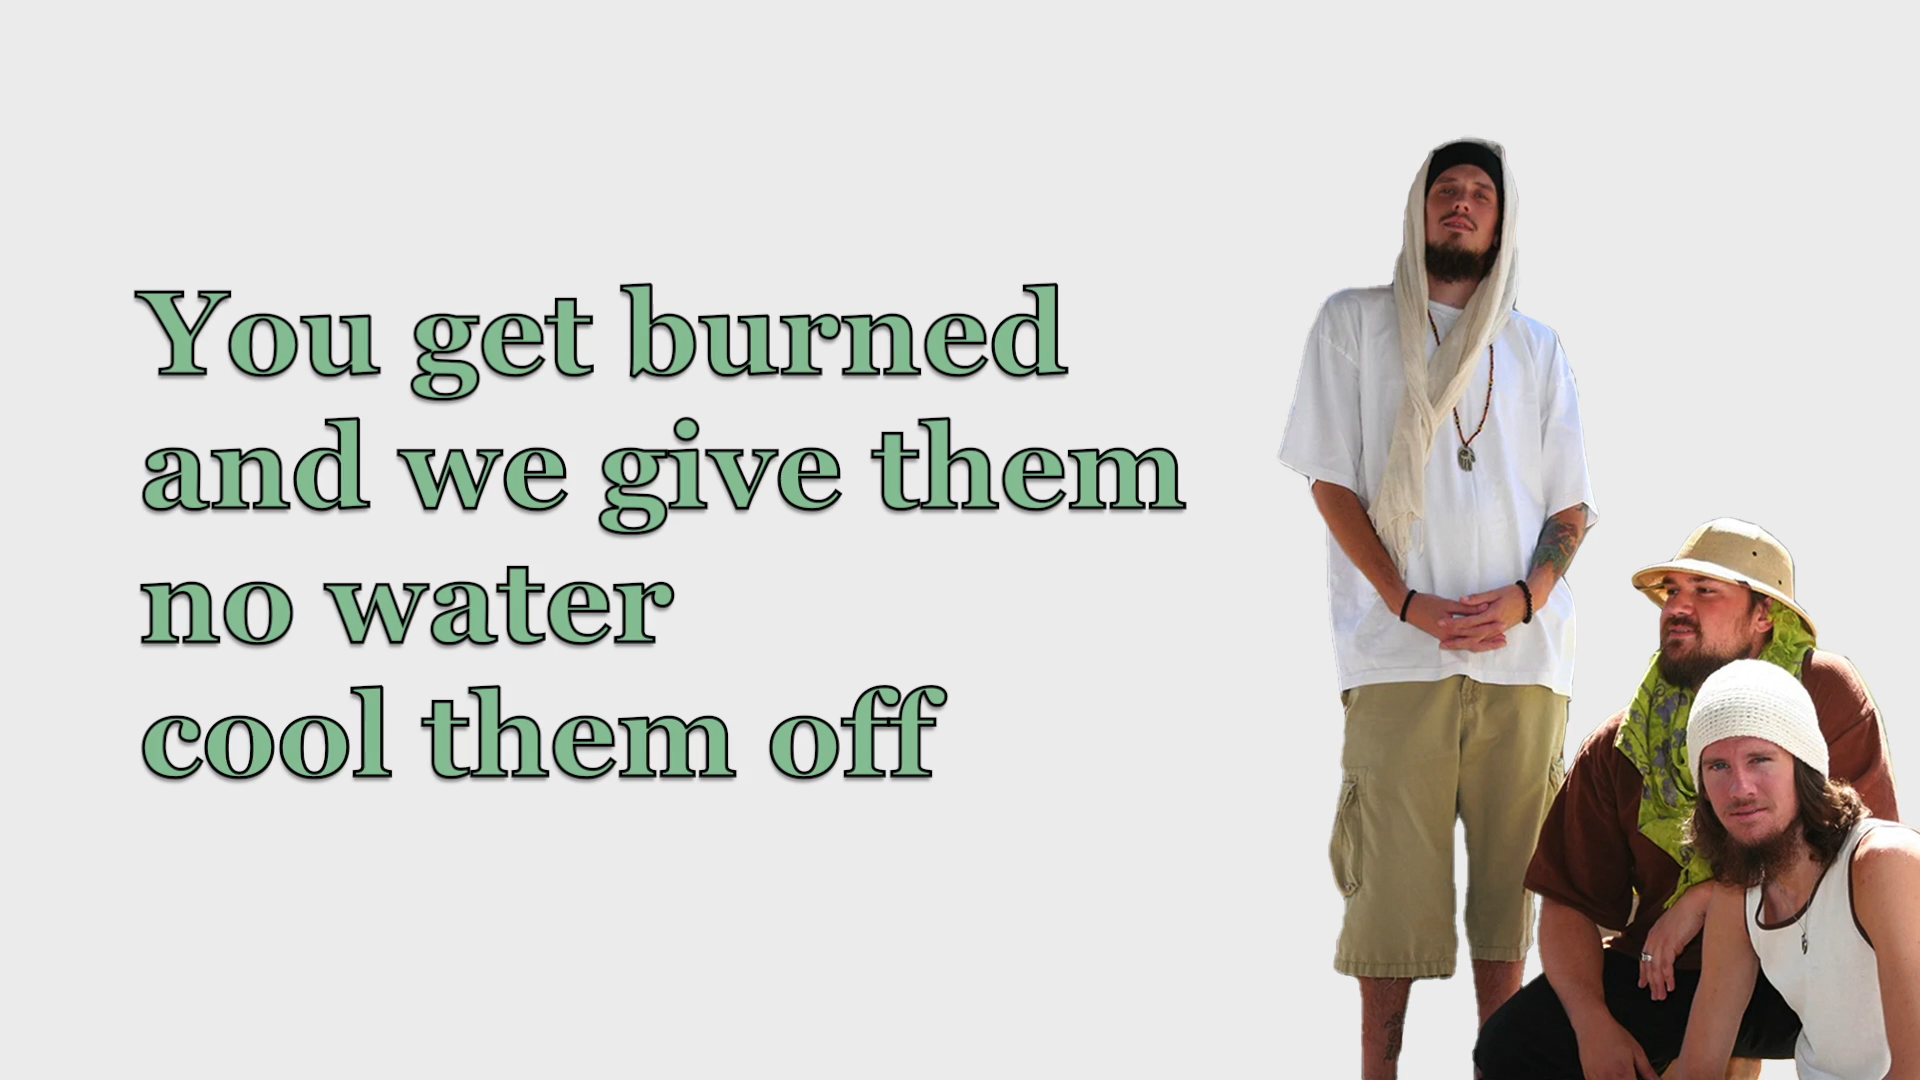 You get burned
and we give them
no water
cool them off